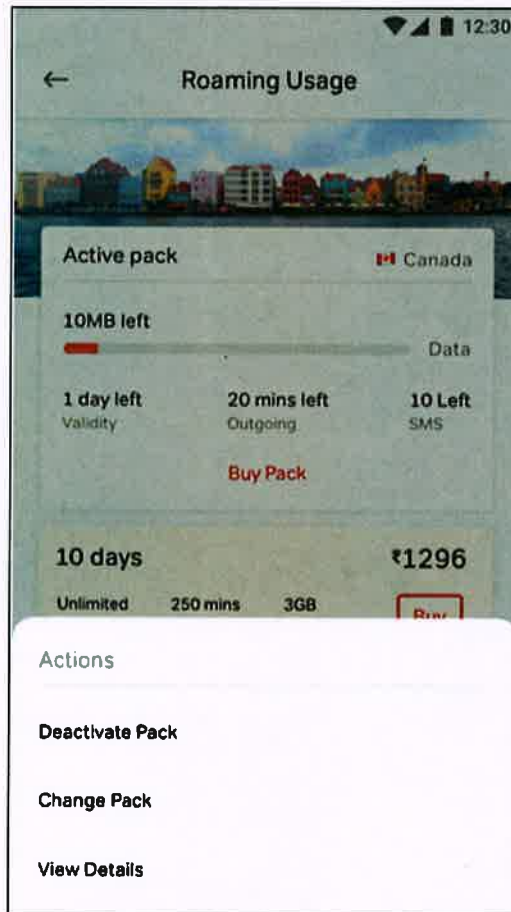 12:30
← Roaming Usage
Active pack Canada
10MB left
Data
1 day left 20 mins left 10 Left
Validity Outgoing SMS
Buy Pack
10 days ₹1296
Unlimited 250 mins 3GB Buy
Actions
Deactivate Pack
Change Pack
View Details